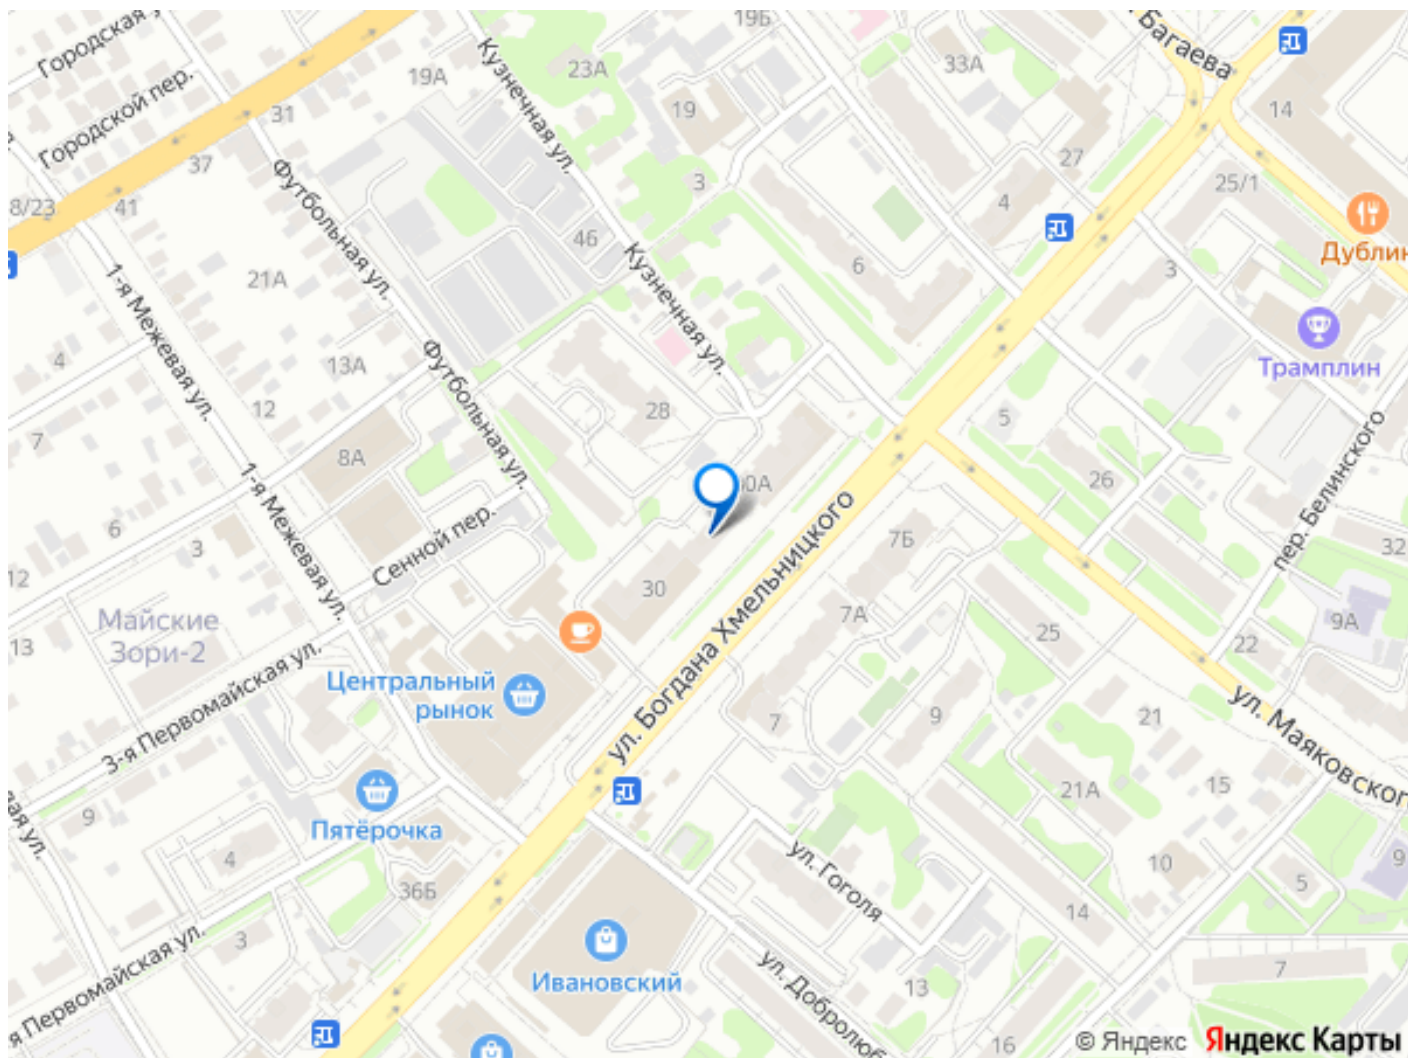 19Б
Багаева
Городская у
Кузнечная ул.
23А
33А
19А
Городской пер.
31
19
14
37
27
Футбольная ул.
3
25/1
8/23
41
4
46
Дублин
Кузнечная ул.
6
3
1-я Межевая ул.
21А
4
13А
Трамплин
Футбольная ул.
12
28
5
7
8А
26
пер. Белинского
1-я Межевая ул.
0А
6
3
Сенной пер.
7Б
32
12
30
Майские
Зори-2
7А
25
9А
13
22
Центральный
рынок
ул. Богдана Хмельницкого
3-я Первомайская ул.
7
9
21
ул. Маяковског
15
21А
9
Пятёрочка
ая ул.
4
36Б
ул. Гоголя
10
9
5
14
3
я Первомайская ул.
Ивановский
ул. Добролюб
13
7
16
© Яндекс Яндекс Карты